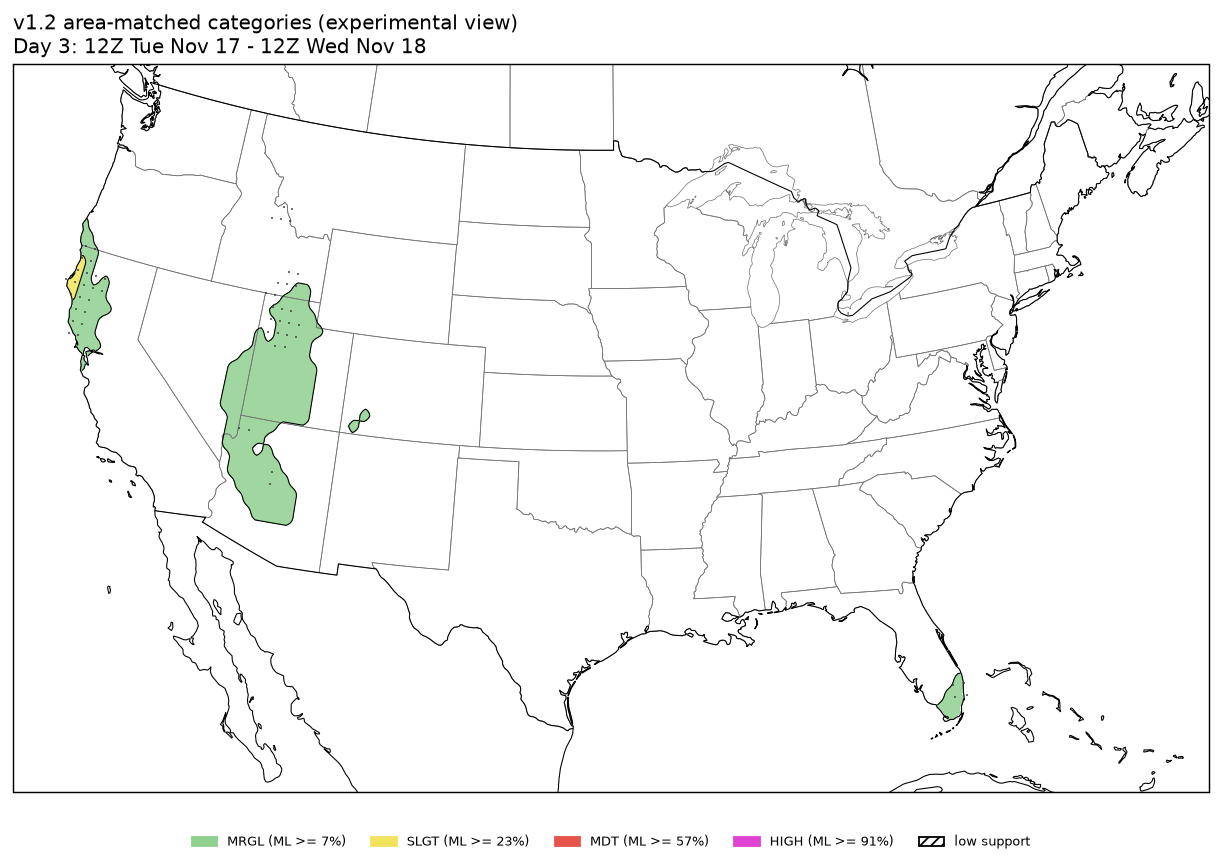 v1.2 area-matched categories (experimental view)
Day 3: 12Z Tue Nov 17 - 12Z Wed Nov 18
MRGL (ML >= 7%)
SLGT (ML >= 23%)
MDT (ML >= 57%)
HIGH (ML >= 91%)
low support